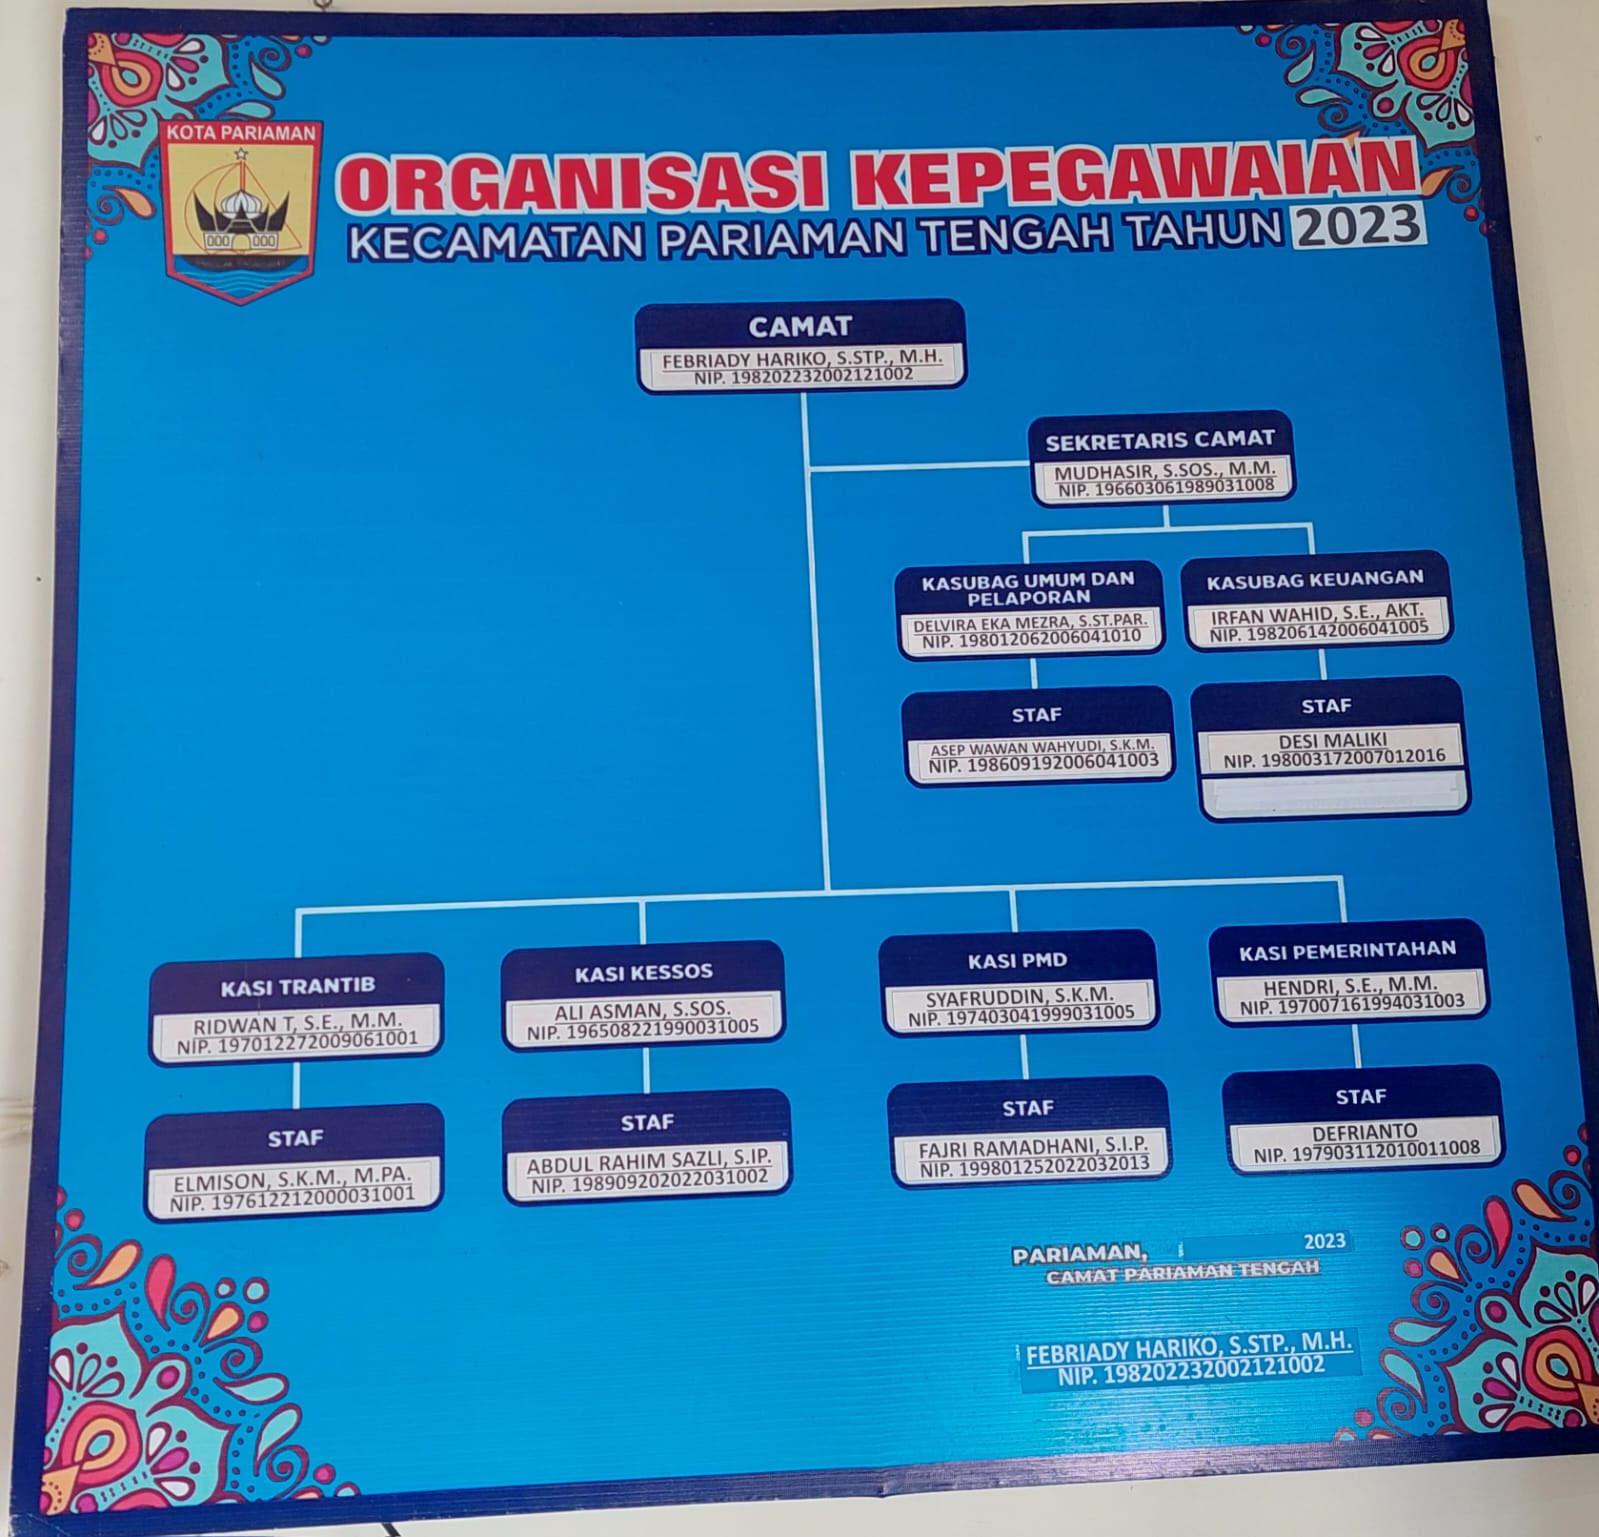 KOTA PARIAMAN
ORGANISASI KEPEGAWAIAN
KECAMATAN PARIAMAN TENGAH TAHUN 2023
CAMAT
FEBRIADY HARIKO, S.STP., M.H.
NIP. 198202232002121002
SEKRETARIS CAMAT
MUDHASIR, S.SOS., M.M.
NIP. 196603061989031008
KASUBAG UMUM DAN
PELAPORAN
DELVIRA EKA MEZRA, S.ST.PAR.
NIP. 198012062006041010
KASUBAG KEUANGAN
IRFAN WAHID, S.E., AKT.
NIP. 198206142006041005
STAF
ASEP WAWAN WAHYUDI, S.K.M.
NIP. 198609192006041003
STAF
DESI MALIKI
NIP. 198003172007012016
KASI TRANTIB
RIDWAN T, S.E., M.M.
NIP. 197012272009061001
KASI KESSOS
ALI ASMAN, S.SOS.
NIP. 196508221990031005
KASI PMD
SYAFRUDDIN, S.K.M.
NIP. 197403041999031005
KASI PEMERINTAHAN
HENDRI, S.E., M.M.
NIP. 197007161994031003
STAF
ELMISON, S.K.M., M.PA.
NIP. 197612212000031001
STAF
ABDUL RAHIM SAZLI, S.IP.
NIP. 198909202022031002
STAF
FAJRI RAMADHANI, S.I.P.
NIP. 199801252022032013
STAF
DEFRIANTO
NIP. 197903112010011008
PARIAMAN, 2023
CAMAT PARIAMAN TENGAH
FEBRIADY HARIKO, S.STP., M.H.
NIP. 198202232002121002